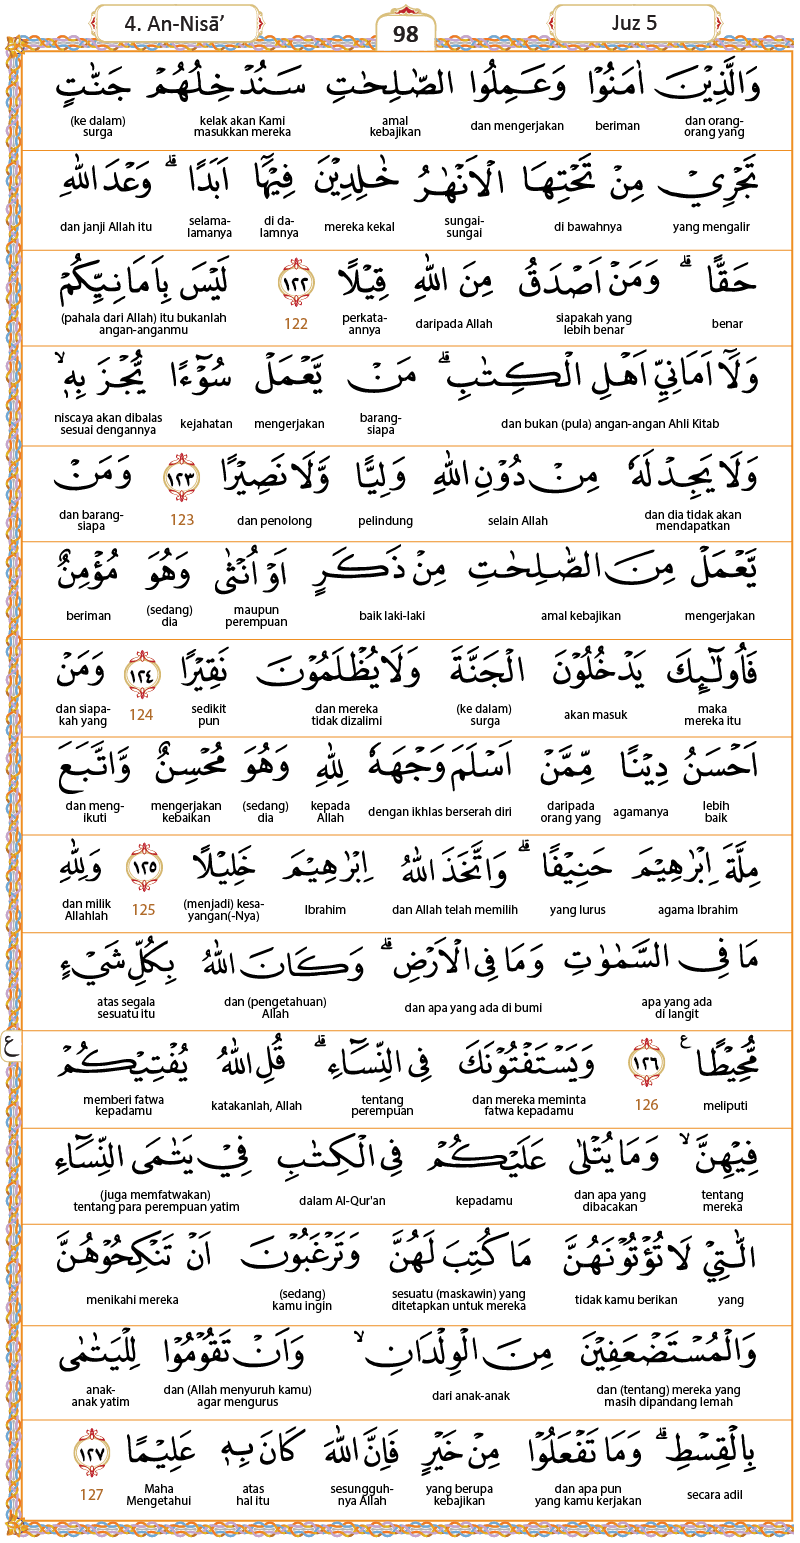 4. An-Nisā’
98
Juz 5
وَالَّذِيْنَ اٰمَنُوْا وَعَمِلُوا الصّٰلِحٰتِ سَنُدْخِلُهُمْ جَنّٰتٍ
dan orang-orang yang beriman dan mengerjakan amal kebajikan kelak akan Kami masukkan mereka (ke dalam) surga
تَجْرِيْ مِنْ تَحْتِهَا الْاَنْهٰرُ خٰلِدِيْنَ فِيْهَآ اَبَدًا ۗ وَعْدَ اللّٰهِ
yang mengalir di bawahnya sungai-sungai mereka kekal di da-lamnya selama-lamanya dan janji Allah itu
حَقًّا ۗ وَمَنْ اَصْدَقُ مِنَ اللّٰهِ قِيْلًا ١٢٢ لَيْسَ بِاَمَانِيِّكُمْ
benar siapakah yang lebih benar daripada Allah perkata-annya 122 (pahala dari Allah) itu bukanlah angan-anganmu
وَلَآ اَمَانِيِّ اَهْلِ الْكِتٰبِ ۗ مَنْ يَّعْمَلْ سُوْۤءًا يُّجْزَ بِهٖۙ
dan bukan (pula) angan-angan Ahli Kitab barang-siapa mengerjakan kejahatan niscaya akan dibalas sesuai dengannya
وَلَا يَجِدْ لَهٗ مِنْ دُوْنِ اللّٰهِ وَلِيًّا وَّلَا نَصِيْرًا ١٢٣ وَمَنْ
dan dia tidak akan mendapatkan selain Allah pelindung dan penolong 123 dan barang-siapa
يَّعْمَلْ مِنَ الصّٰلِحٰتِ مِنْ ذَكَرٍ اَوْ اُنْثٰى وَهُوَ مُؤْمِنٌ
mengerjakan amal kebajikan baik laki-laki maupun perempuan (sedang) dia beriman
فَاُولٰۤىِٕكَ يَدْخُلُوْنَ الْجَنَّةَ وَلَا يُظْلَمُوْنَ نَقِيْرًا ١٢٤ وَمَنْ
maka mereka itu akan masuk (ke dalam) surga dan mereka tidak dizalimi sedikit pun 124 dan siapa-kah yang
اَحْسَنُ دِيْنًا مِّمَّنْ اَسْلَمَ وَجْهَهٗ لِلّٰهِ وَهُوَ مُحْسِنٌ وَّاتَّبَعَ
lebih baik agamanya daripada orang yang dengan ikhlas berserah diri kepada Allah (sedang) dia mengerjakan kebaikan dan meng-ikuti
مِلَّةَ اِبْرٰهِيْمَ حَنِيْفًا ۗ وَاتَّخَذَ اللّٰهُ اِبْرٰهِيْمَ خَلِيْلًا ١٢٥ وَلِلّٰهِ
agama Ibrahim yang lurus dan Allah telah memilih Ibrahim (menjadi) kesa-yangan(-Nya) 125 dan milik Allahlah
مَا فِى السَّمٰوٰتِ وَمَا فِى الْاَرْضِۗ وَكَانَ اللّٰهُ بِكُلِّ شَيْءٍ
apa yang ada di langit dan apa yang ada di bumi dan (pengetahuan) Allah atas segala sesuatu itu
مُّحِيْطًا ࣖ ١٢٦ وَيَسْتَفْتُوْنَكَ فِى النِّسَاۤءِۗ قُلِ اللّٰهُ يُفْتِيْكُمْ
ع
meliputi 126 dan mereka meminta fatwa kepadamu tentang perempuan katakanlah, Allah memberi fatwa kepadamu
فِيْهِنَّ ۙ وَمَا يُتْلٰى عَلَيْكُمْ فِى الْكِتٰبِ فِيْ يَتٰمَى النِّسَاۤءِ
tentang mereka dan apa yang dibacakan kepadamu dalam Al-Qur'an (juga memfatwakan) tentang para perempuan yatim
الّٰتِيْ لَا تُؤْتُوْنَهُنَّ مَا كُتِبَ لَهُنَّ وَتَرْغَبُوْنَ اَنْ تَنْكِحُوْهُنَّ
yang tidak kamu berikan sesuatu (maskawin) yang ditetapkan untuk mereka (sedang) kamu ingin menikahi mereka
وَالْمُسْتَضْعَفِيْنَ مِنَ الْوِلْدَانِۙ وَاَنْ تَقُوْمُوْا لِلْيَتٰمٰى
dan (tentang) mereka yang masih dipandang lemah dari anak-anak dan (Allah menyuruh kamu) agar mengurus anak-anak yatim
بِالْقِسْطِۗ وَمَا تَفْعَلُوْا مِنْ خَيْرٍ فَاِنَّ اللّٰهَ كَانَ بِهٖ عَلِيْمًا ١٢٧
secara adil dan apa pun yang kamu kerjakan yang berupa kebajikan sesungguh-nya Allah atas hal itu Maha Mengetahui 127